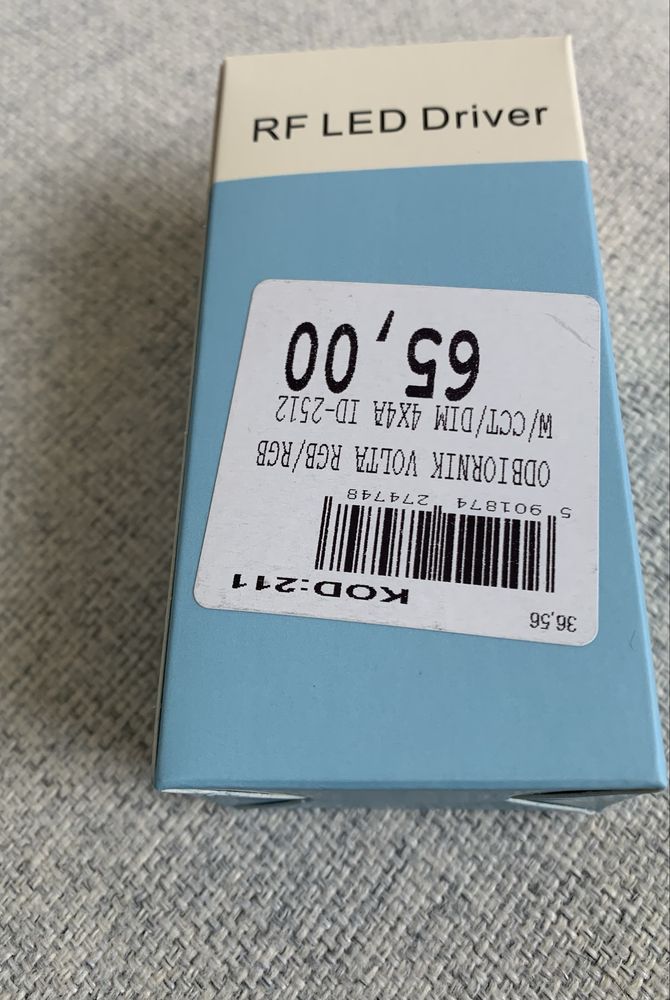 RF LED Driver
36,56
KOD:211
5 901874 274748
ODBIORNIK VOLTA RGB/RGB
W/CCT/DIM 4X4A ID-2512
65,00